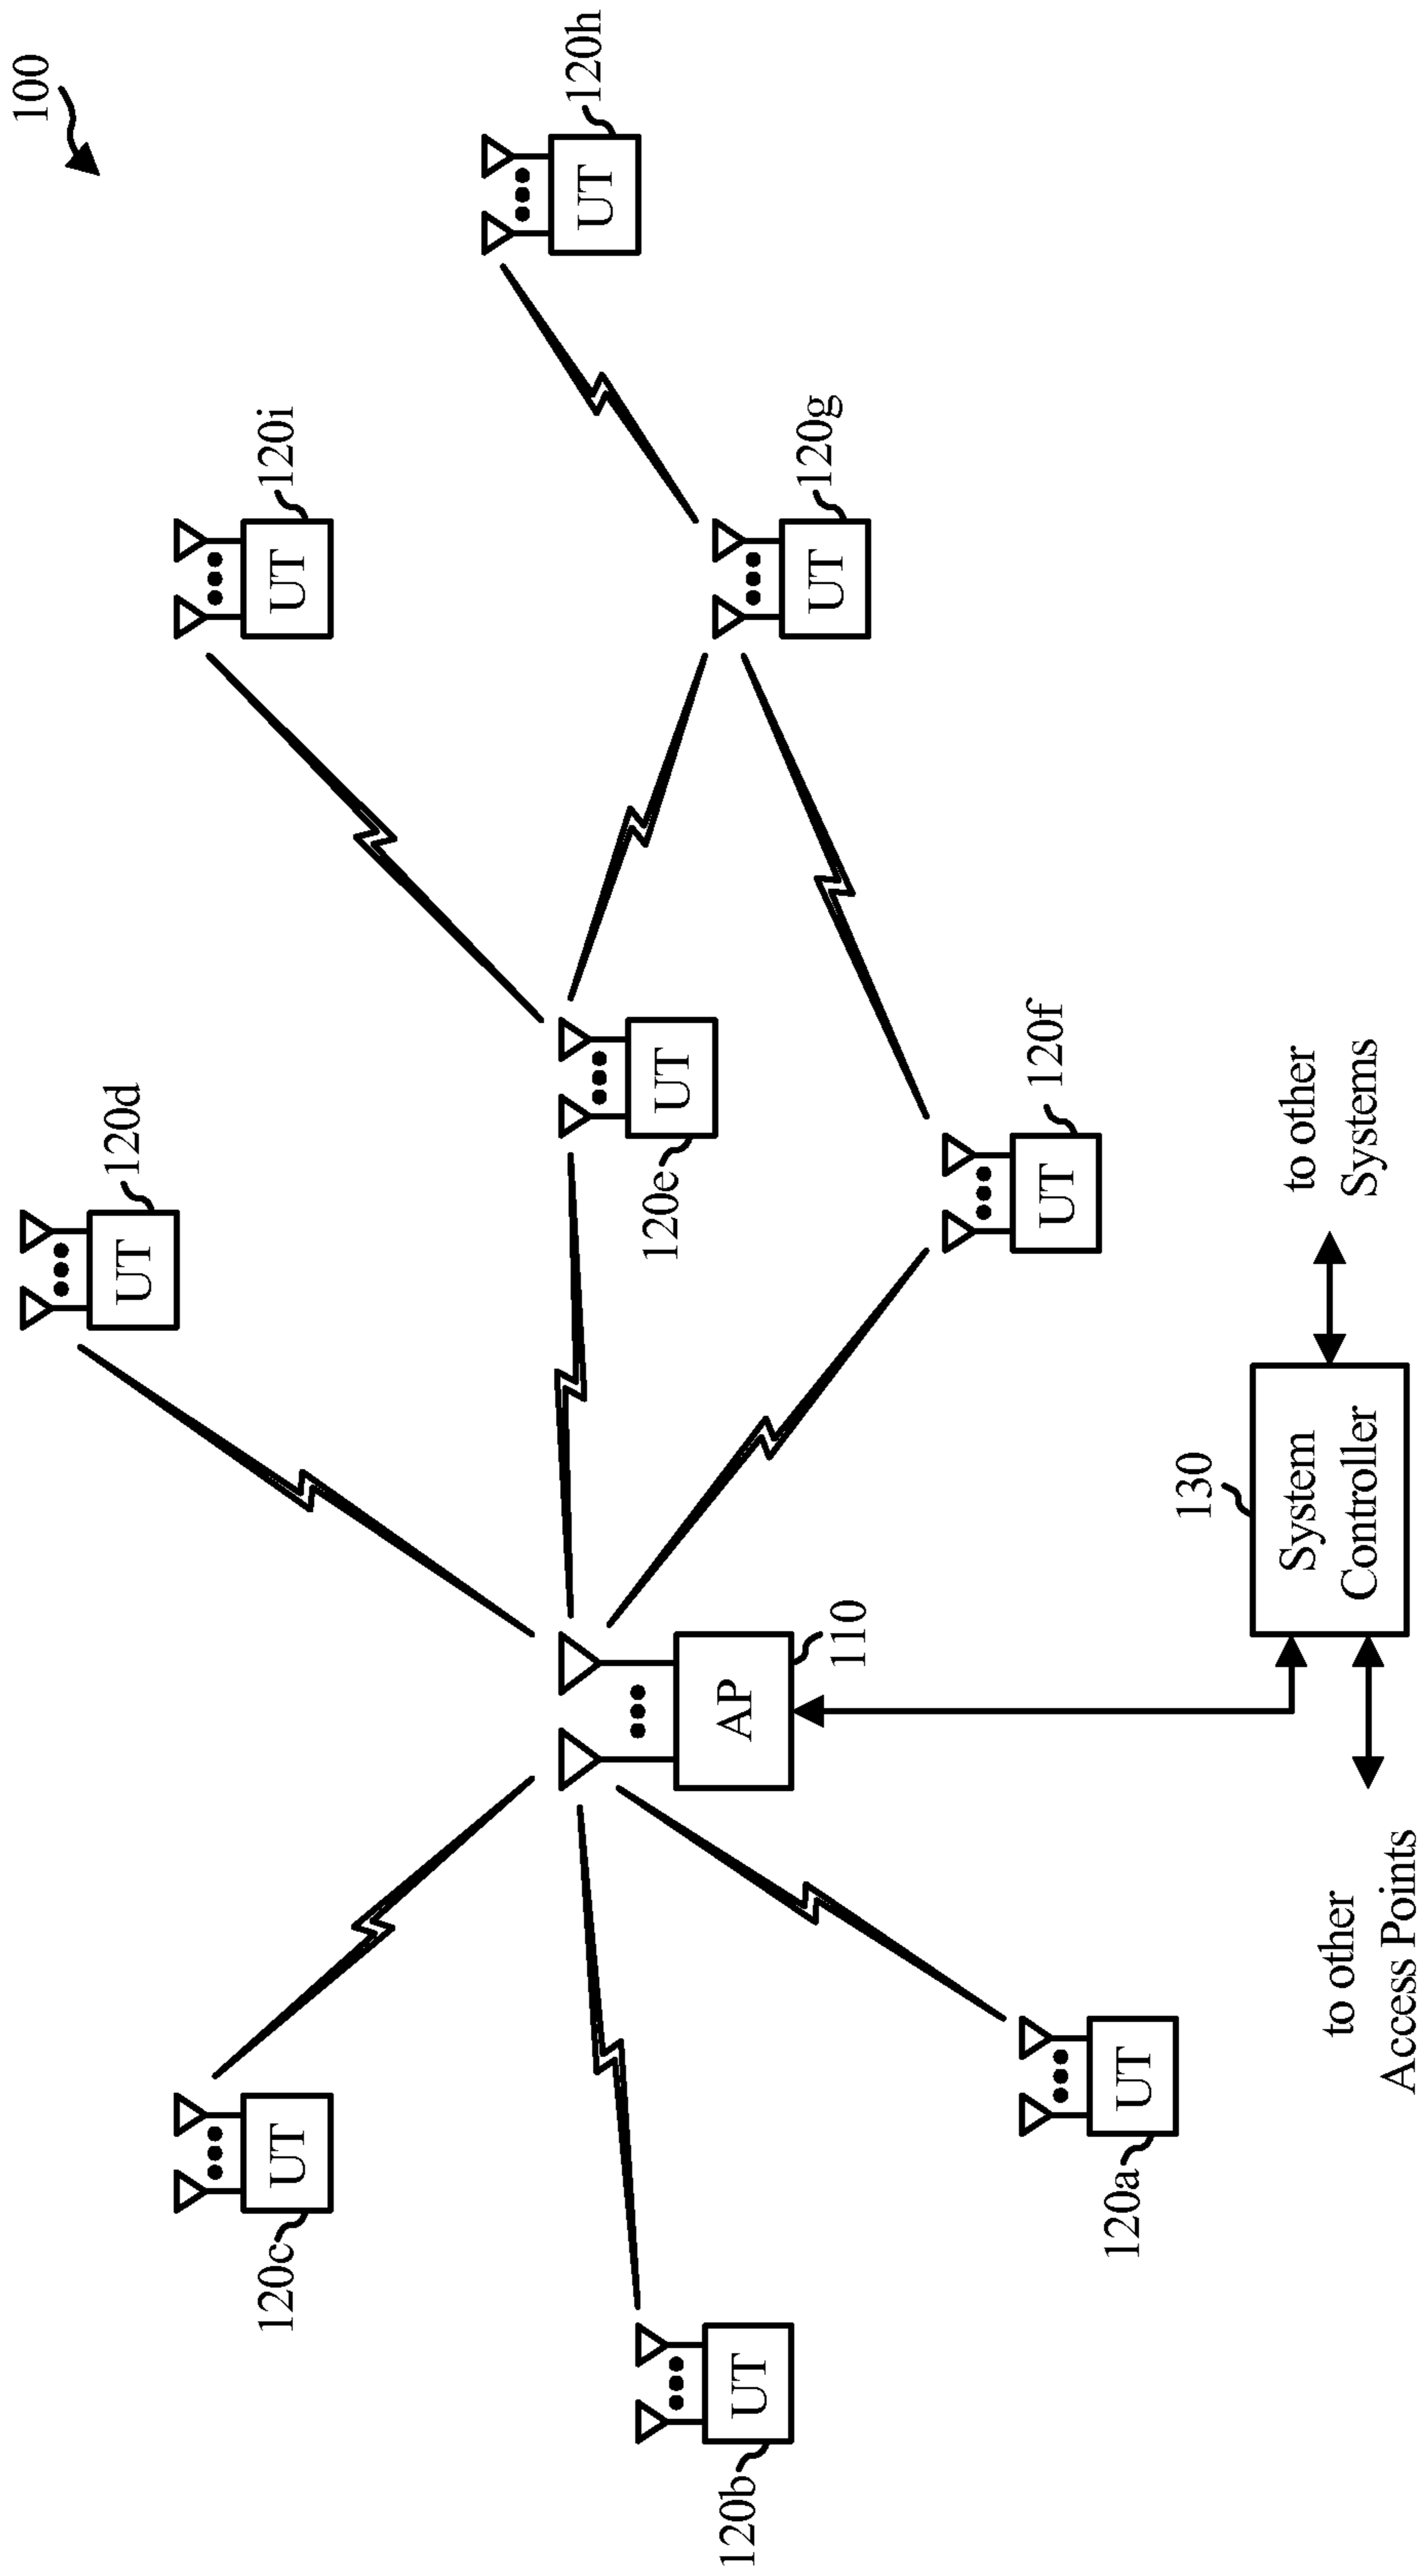 100
120d
UT
120i
UT
120c
UT
120h
UT
120e
UT
120b
UT
AP
110
120g
UT
120f
UT
120a
UT
130
System
Controller
to other
Systems
to other
Access Points